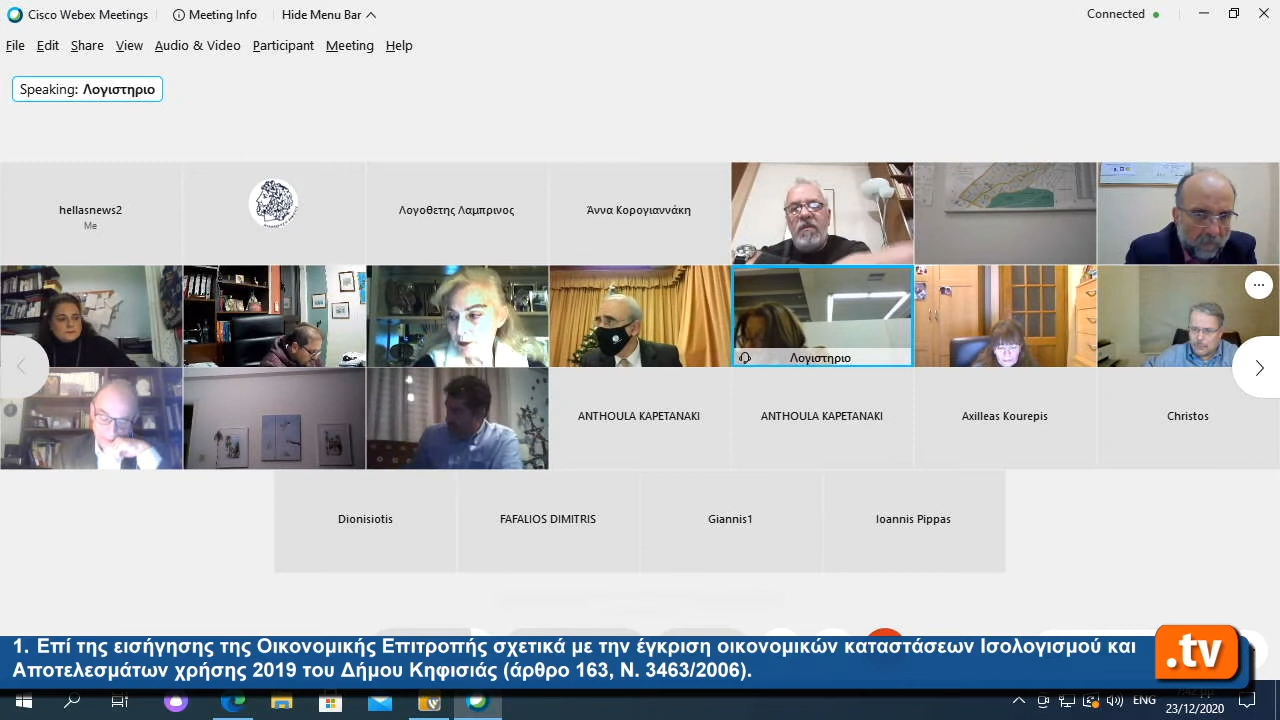 Cisco Webex Meetings
Meeting Info
Hide Menu Bar
Connected
File Edit Share View Audio & Video Participant Meeting Help
Speaking: Λογιστηριο
hellasnews2
Me
Λογοθετης Λαμπρινος
Άννα Κορογιαννάκη
Λογιστηριο
ANTHOULA KAPETANAKI
ANTHOULA KAPETANAKI
Axilleas Kourepis
Christos
Dionisiotis
FAFALIOS DIMITRIS
Giannis1
Ioannis Pippas
1. Επί της εισήγησης της Οικονομικής Επιτροπής σχετικά με την έγκριση οικονομικών καταστάσεων Ισολογισμού και
Αποτελεσμάτων χρήσης 2019 του Δήμου Κηφισιάς (άρθρο 163, Ν. 3463/2006).
.tv
ENG
23/12/2020